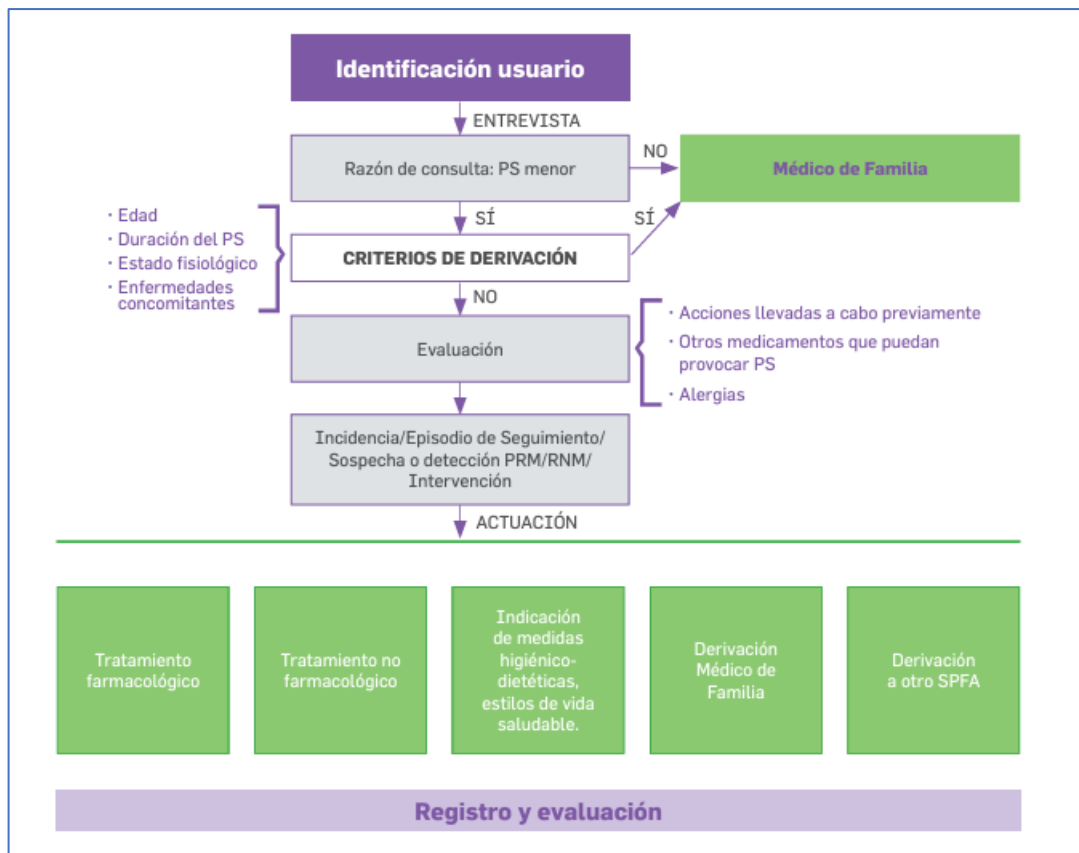 Identificación usuario
ENTREVISTA
Razón de consulta: PS menor
NO
Médico de Familia
SÍ
SÍ
· Edad
· Duración del PS
· Estado fisiológico
· Enfermedades
concomitantes
CRITERIOS DE DERIVACIÓN
NO
Evaluación
· Acciones llevadas a cabo previamente
· Otros medicamentos que puedan
provocar PS
· Alergias
Incidencia/Episodio de Seguimiento/
Sospecha o detección PRM/RNM/
Intervención
ACTUACIÓN
Tratamiento
farmacológico
Tratamiento no
farmacológico
Indicación
de medidas
higiénico-
dietéticas,
estilos de vida
saludable.
Derivación
Médico de
Familia
Derivación
a otro SPFA
Registro y evaluación